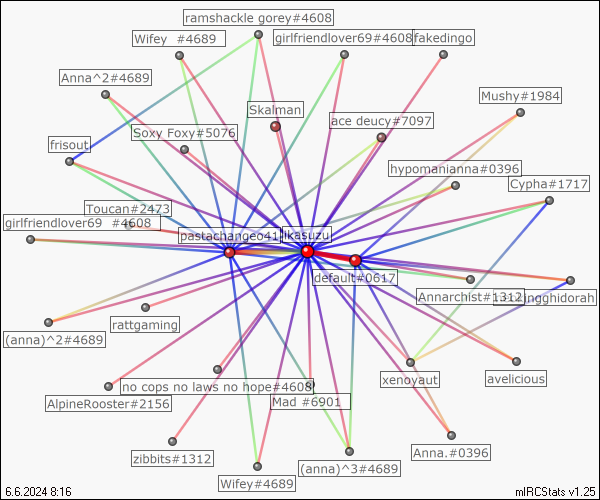 ramshackle gorey#4608
Wifey #4689
girlfriendlover69#4608
fakedingo
Anna^2#4689
Mushy#1984
Skalman
ace deucy#7097
Soxy Foxy#5076
frisout
hypomanianna#0396
Cypha#1717
Toucan#2473
girlfriendlover69 #4608
default#0617
Annarchist#1312
rattgaming
(anna)^2#4689
xenoyaut
avelicious
no cops no laws no hope#4608
AlpineRooster#2156
Mad #6901
Anna.#0396
zibbits#1312
(anna)^3#4689
Wifey#4689
6.6.2024 8:16
mIRCStats v1.25